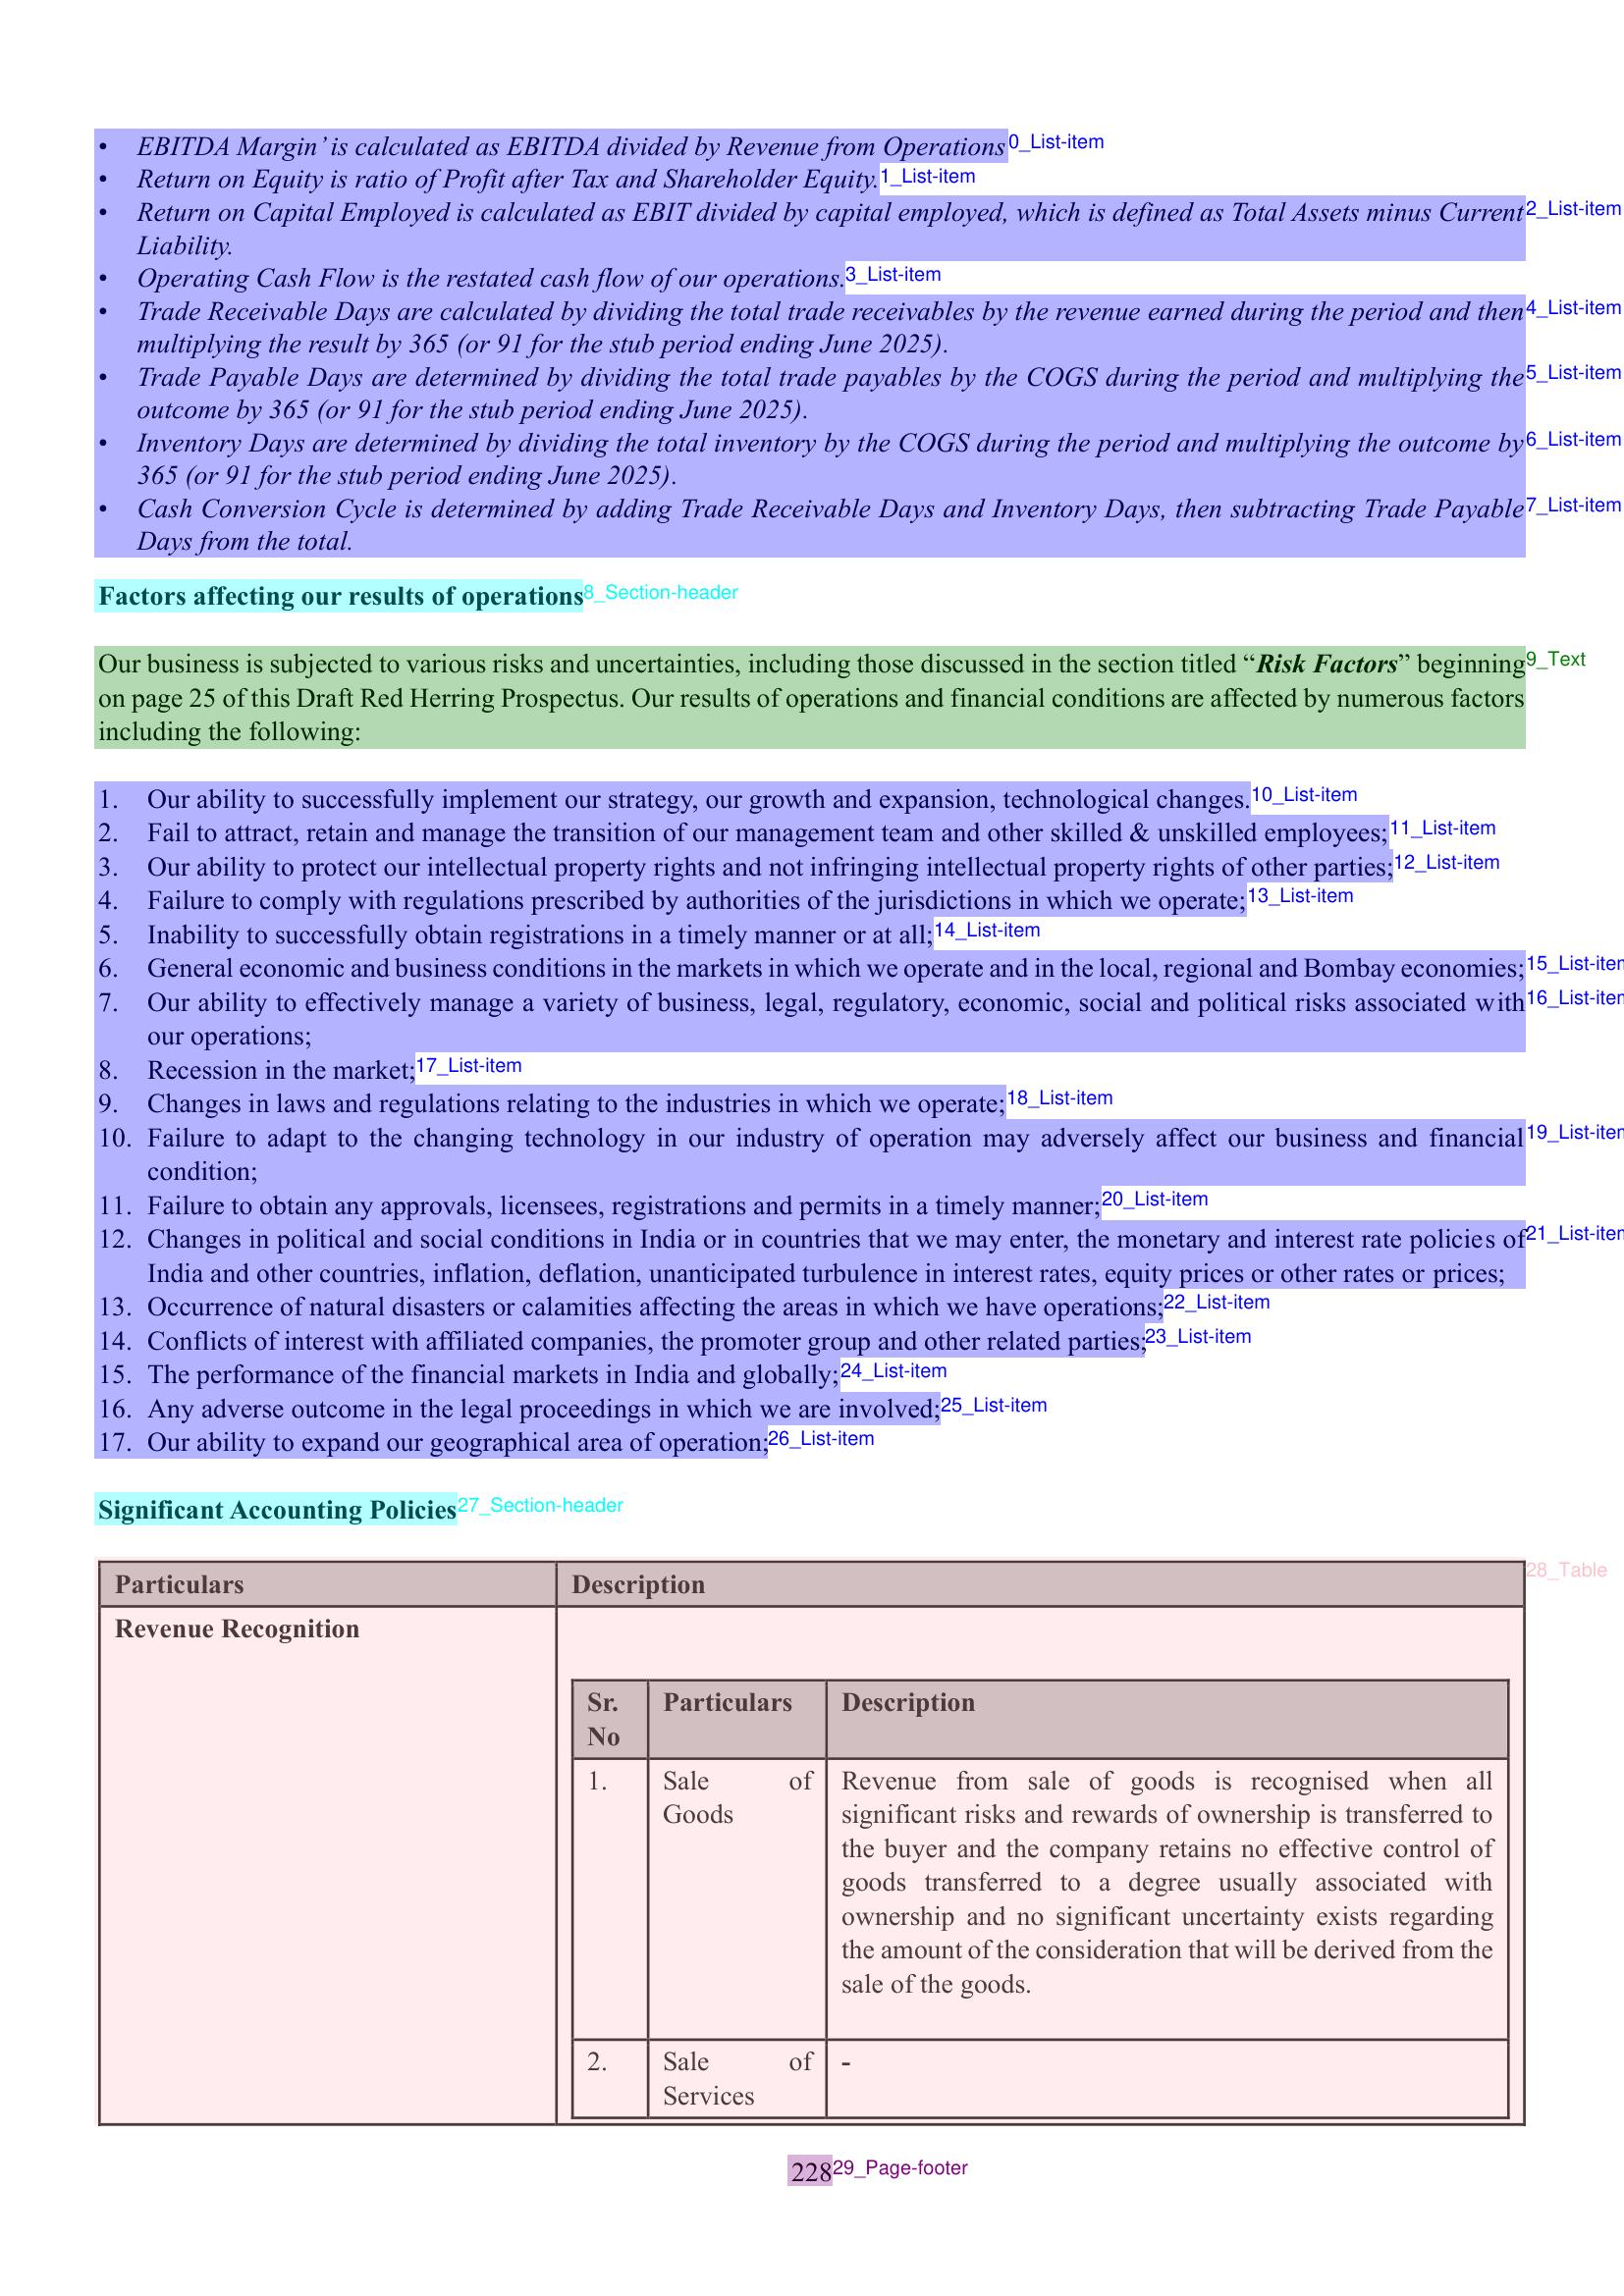 • EBITDA Margin’ is calculated as EBITDA divided by Revenue from Operations 0_List-item
• Return on Equity is ratio of Profit after Tax and Shareholder Equity. 1_List-item
• Return on Capital Employed is calculated as EBIT divided by capital employed, which is defined as Total Assets minus Current 2_List-item
Liability.
• Operating Cash Flow is the restated cash flow of our operations. 3_List-item
• Trade Receivable Days are calculated by dividing the total trade receivables by the revenue earned during the period and then 4_List-item
multiplying the result by 365 (or 91 for the stub period ending June 2025).
• Trade Payable Days are determined by dividing the total trade payables by the COGS during the period and multiplying the 5_List-item
outcome by 365 (or 91 for the stub period ending June 2025).
• Inventory Days are determined by dividing the total inventory by the COGS during the period and multiplying the outcome by 6_List-item
365 (or 91 for the stub period ending June 2025).
• Cash Conversion Cycle is determined by adding Trade Receivable Days and Inventory Days, then subtracting Trade Payable 7_List-item
Days from the total.
Factors affecting our results of operations 8_Section-header
Our business is subjected to various risks and uncertainties, including those discussed in the section titled “Risk Factors” beginning 9_Text
on page 25 of this Draft Red Herring Prospectus. Our results of operations and financial conditions are affected by numerous factors
including the following:
1. Our ability to successfully implement our strategy, our growth and expansion, technological changes. 10_List-item
2. Fail to attract, retain and manage the transition of our management team and other skilled & unskilled employees; 11_List-item
3. Our ability to protect our intellectual property rights and not infringing intellectual property rights of other parties; 12_List-item
4. Failure to comply with regulations prescribed by authorities of the jurisdictions in which we operate; 13_List-item
5. Inability to successfully obtain registrations in a timely manner or at all; 14_List-item
6. General economic and business conditions in the markets in which we operate and in the local, regional and Bombay economies; 15_List-item
7. Our ability to effectively manage a variety of business, legal, regulatory, economic, social and political risks associated with 16_List-item
our operations;
8. Recession in the market; 17_List-item
9. Changes in laws and regulations relating to the industries in which we operate; 18_List-item
10. Failure to adapt to the changing technology in our industry of operation may adversely affect our business and financial 19_List-item
condition;
11. Failure to obtain any approvals, licensees, registrations and permits in a timely manner; 20_List-item
12. Changes in political and social conditions in India or in countries that we may enter, the monetary and interest rate policies of 21_List-item
India and other countries, inflation, deflation, unanticipated turbulence in interest rates, equity prices or other rates or prices;
13. Occurrence of natural disasters or calamities affecting the areas in which we have operations; 22_List-item
14. Conflicts of interest with affiliated companies, the promoter group and other related parties; 23_List-item
15. The performance of the financial markets in India and globally; 24_List-item
16. Any adverse outcome in the legal proceedings in which we are involved; 25_List-item
17. Our ability to expand our geographical area of operation; 26_List-item
Significant Accounting Policies 27_Section-header
Particulars Description 28_Table
Revenue Recognition
Sr. Particulars Description
No
1. Sale of Revenue from sale of goods is recognised when all
Goods significant risks and rewards of ownership is transferred to
the buyer and the company retains no effective control of
goods transferred to a degree usually associated with
ownership and no significant uncertainty exists regarding
the amount of the consideration that will be derived from the
sale of the goods.
2. Sale of -
Services
228 29_Page-footer